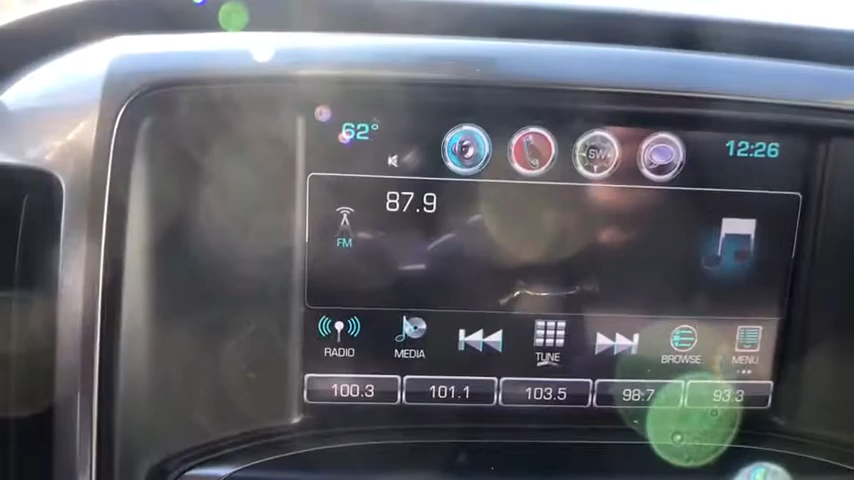 62°
SW
12:26
87.9
FM
RADIO
MEDIA
TUNE
BROWSE
MENU
100.3
101.1
103.5
98.7
93.3